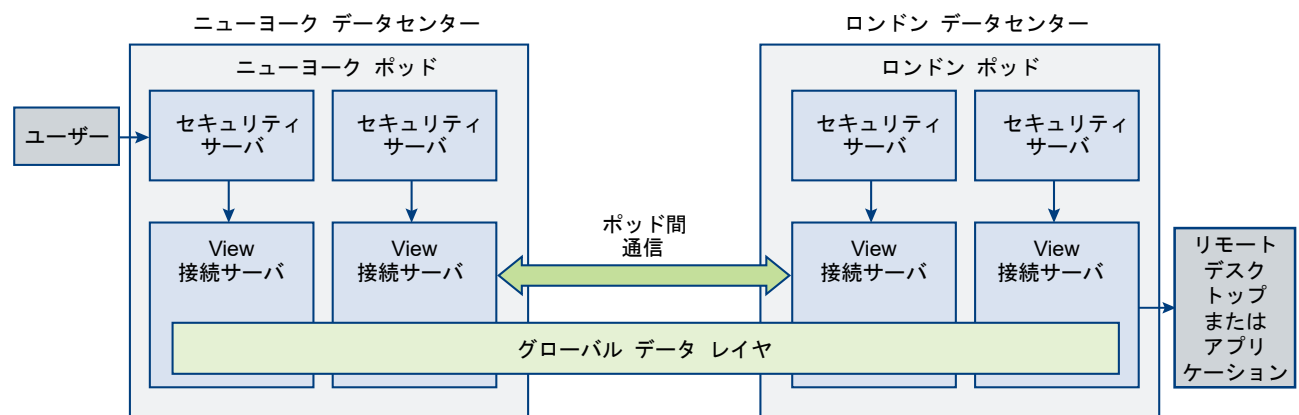 ニューヨーク データセンター
ロンドン データセンター
ニューヨーク ポッド
ロンドン ポッド
ユーザー
セキュリティ
サーバ
セキュリティ
サーバ
セキュリティ
サーバ
セキュリティ
サーバ
View
接続サーバ
View
接続サーバ
ポッド間
通信
View
接続サーバ
View
接続サーバ
リモート
デスク
トップ
または
アプリ
ケーション
グローバル データ レイヤ